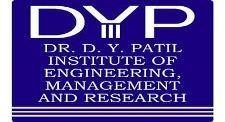 DYP
DR. D. Y. PATIL
INSTITUTE OF
ENGINEERING,
MANAGEMENT
AND RESEARCH